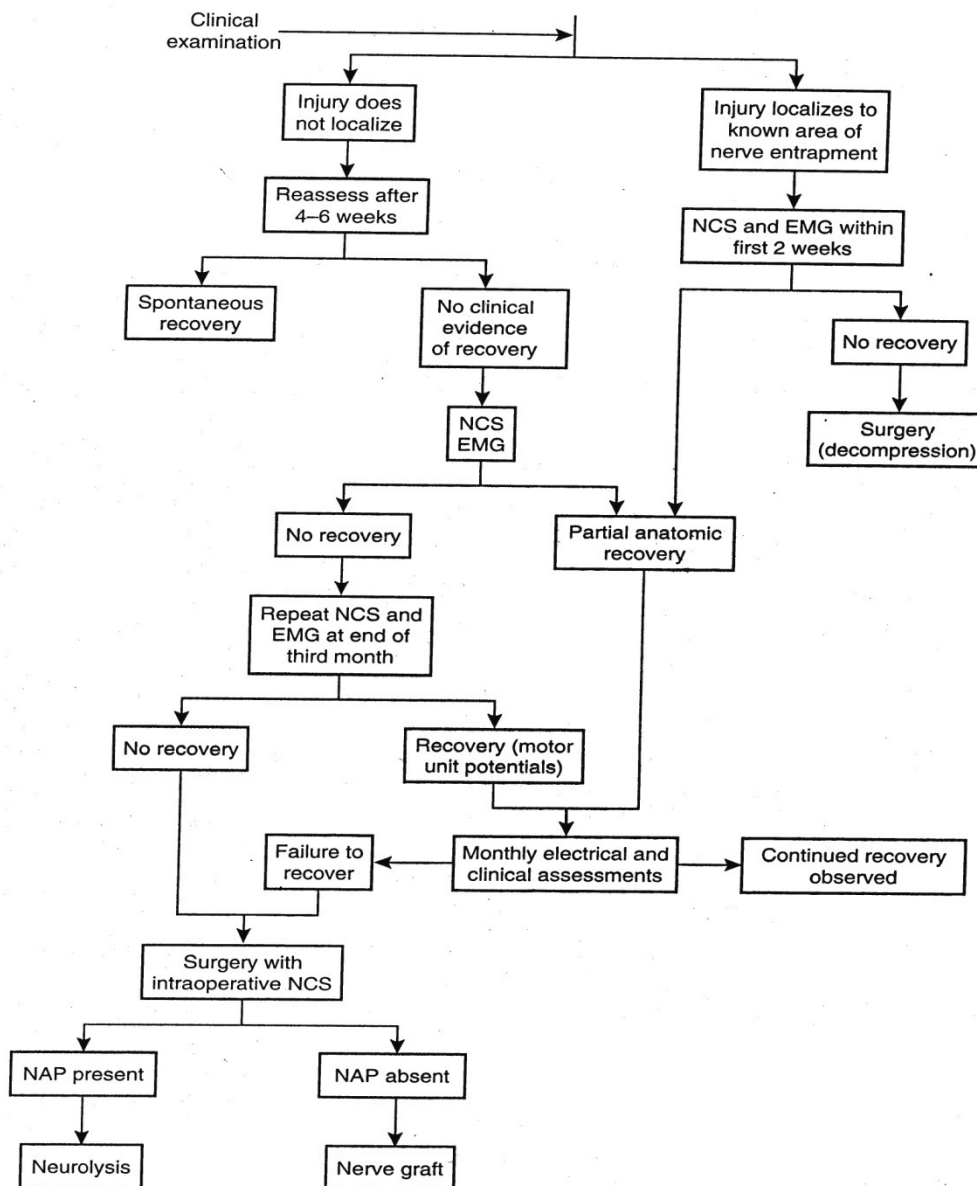 Clinical
examination
Injury does
not localize
Injury localizes to
known area of
nerve entrapment
Reassess after
4–6 weeks
NCS and EMG within
first 2 weeks
Spontaneous
recovery
No clinical
evidence
of recovery
No recovery
NCS
EMG
Surgery
(decompression)
No recovery
Partial anatomic
recovery
Repeat NCS and
EMG at end of
third month
No recovery
Recovery (motor
unit potentials)
Failure to
recover
Monthly electrical and
clinical assessments
Continued recovery
observed
Surgery with
intraoperative NCS
NAP present
NAP absent
Neurolysis
Nerve graft